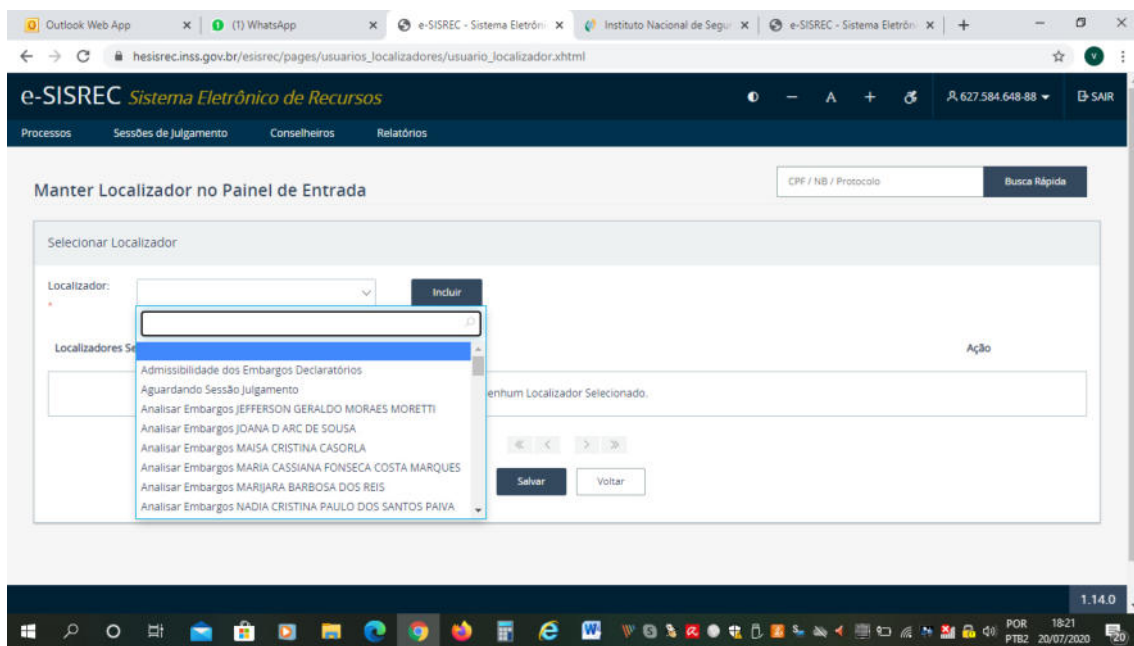 Outlook Web App
(1) WhatsApp
e-SISREC - Sistema Eletrôni
Instituto Nacional de Segur
e-SISREC - Sistema Eletrôni
hesisrec.inss.gov.br/esisrec/pages/usuarios_localizadores/usuario_localizador.xhtml
V
e-SISREC Sistema Eletrônico de Recursos
A
627.584.648-88
SAIR
Processos Sessões de Julgamento Conselheiros Relatórios
Manter Localizador no Painel de Entrada
CPF / NB / Protocolo
Busca Rápida
Selecionar Localizador
Localizador:
*
Incluir
Localizadores Se
Ação
Admissibilidade dos Embargos Declaratórios
Aguardando Sessão Julgamento
enhum Localizador Selecionado.
Analisar Embargos JEFFERSON GERALDO MORAES MORETTI
Analisar Embargos JOANA D ARC DE SOUSA
Analisar Embargos MAISA CRISTINA CASORLA
Analisar Embargos MARIA CASSIANA FONSECA COSTA MARQUES
Analisar Embargos MARIJARA BARBOSA DOS REIS
Analisar Embargos NADIA CRISTINA PAULO DOS SANTOS PAIVA
Salvar
Voltar
1.14.0
POR 18:21
PTB2 20/07/2020
20